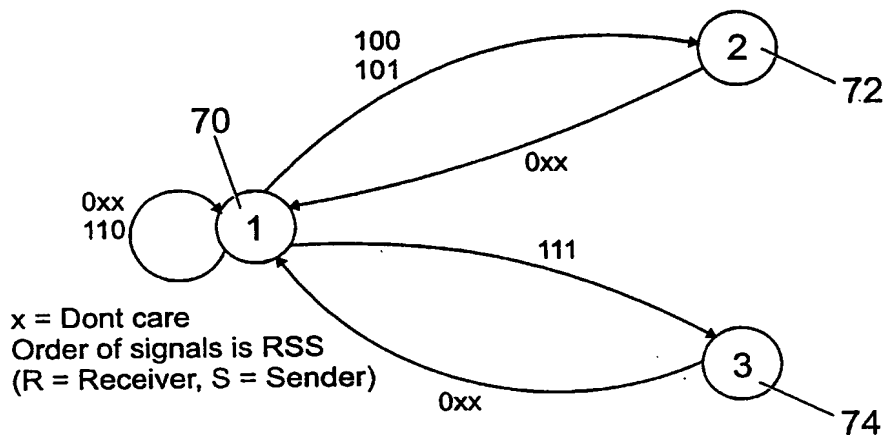 100
101
2
72
70
0xx
0xx
110
1
111
x = Dont care
Order of signals is RSS
(R = Receiver, S = Sender)
3
0xx
74